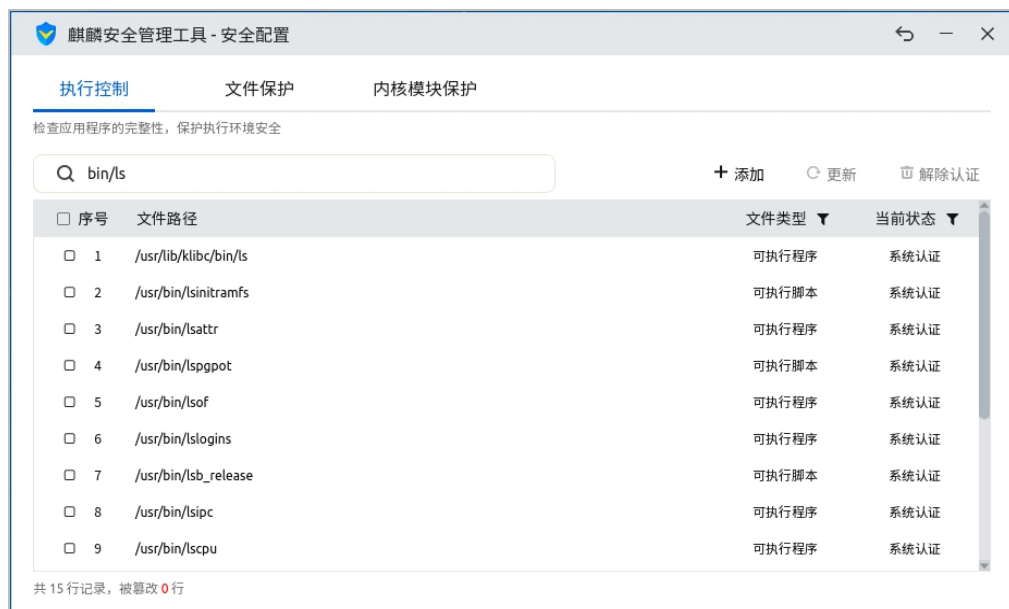 麒麟安全管理工具 - 安全配置
执行控制 文件保护 内核模块保护
检查应用程序的完整性，保护执行环境安全
bin/ls 添加 更新 解除认证
序号 文件路径 文件类型 当前状态
1 /usr/lib/klibc/bin/ls 可执行程序 系统认证
2 /usr/bin/lsinitramfs 可执行脚本 系统认证
3 /usr/bin/lsattr 可执行程序 系统认证
4 /usr/bin/lspgpot 可执行脚本 系统认证
5 /usr/bin/lsof 可执行程序 系统认证
6 /usr/bin/lslogins 可执行程序 系统认证
7 /usr/bin/lsb_release 可执行脚本 系统认证
8 /usr/bin/lsipc 可执行程序 系统认证
9 /usr/bin/lscpu 可执行程序 系统认证
共 15 行记录，被篡改 0 行